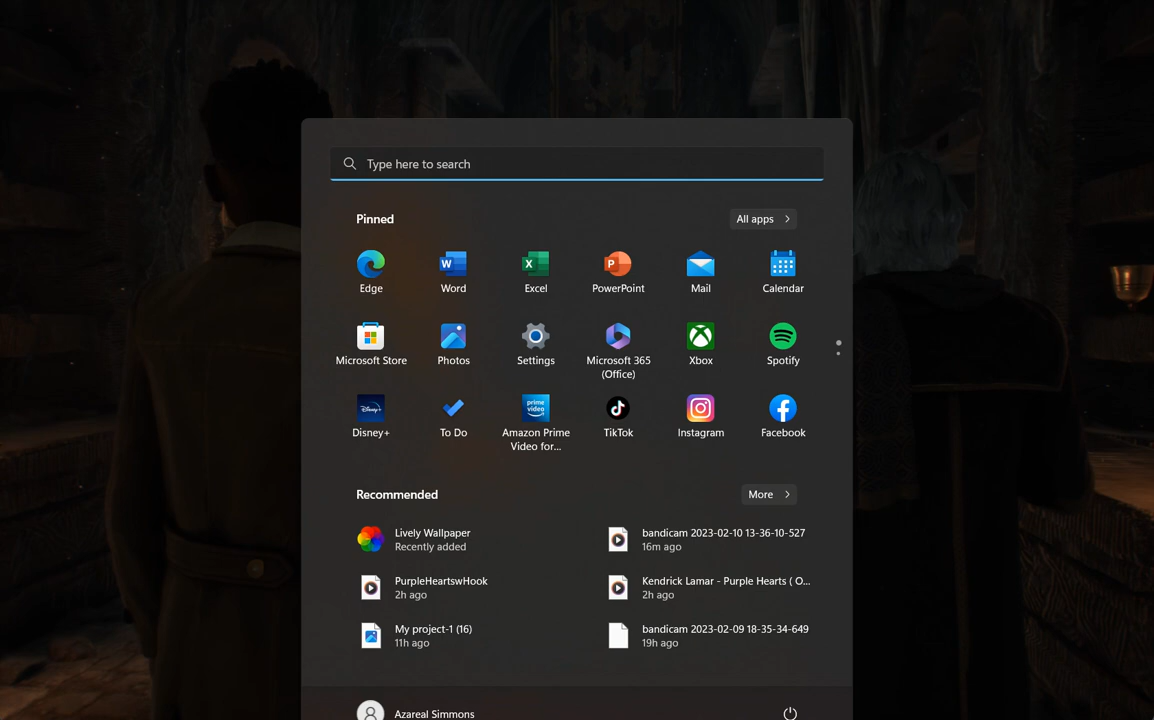 Type here to search
Pinned
All apps
Edge
Word
Excel
PowerPoint
Mail
Calendar
Microsoft Store
Photos
Settings
Microsoft 365
(Office)
Xbox
Spotify
Disney+
To Do
Amazon Prime
Video for...
TikTok
Instagram
Facebook
Recommended
More
Lively Wallpaper
Recently added
bandicam 2023-02-10 13-36-10-527
16m ago
PurpleHeartswHook
2h ago
Kendrick Lamar - Purple Hearts ( O...
2h ago
My project-1 (16)
11h ago
bandicam 2023-02-09 18-35-34-649
19h ago
Azareal Simmons